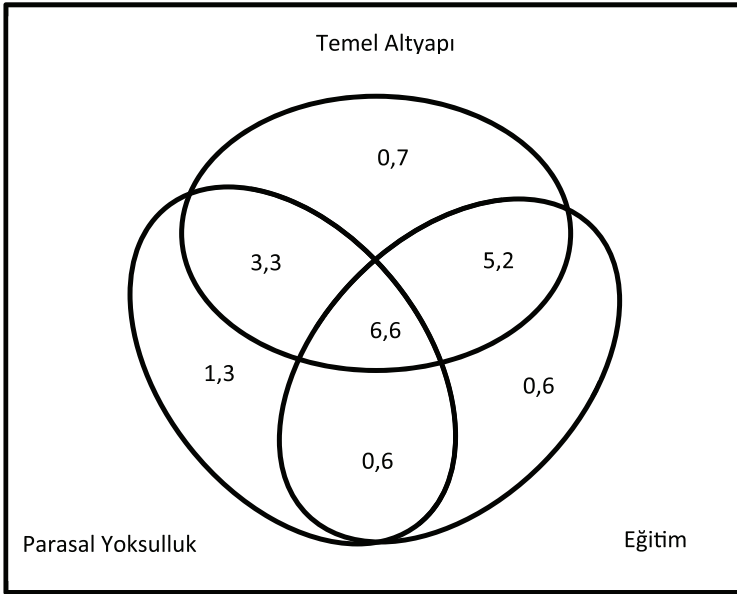 Temel Altyapı
0,7
3,3
5,2
6,6
1,3
0,6
0,6
Parasal Yoksulluk
Eğitim